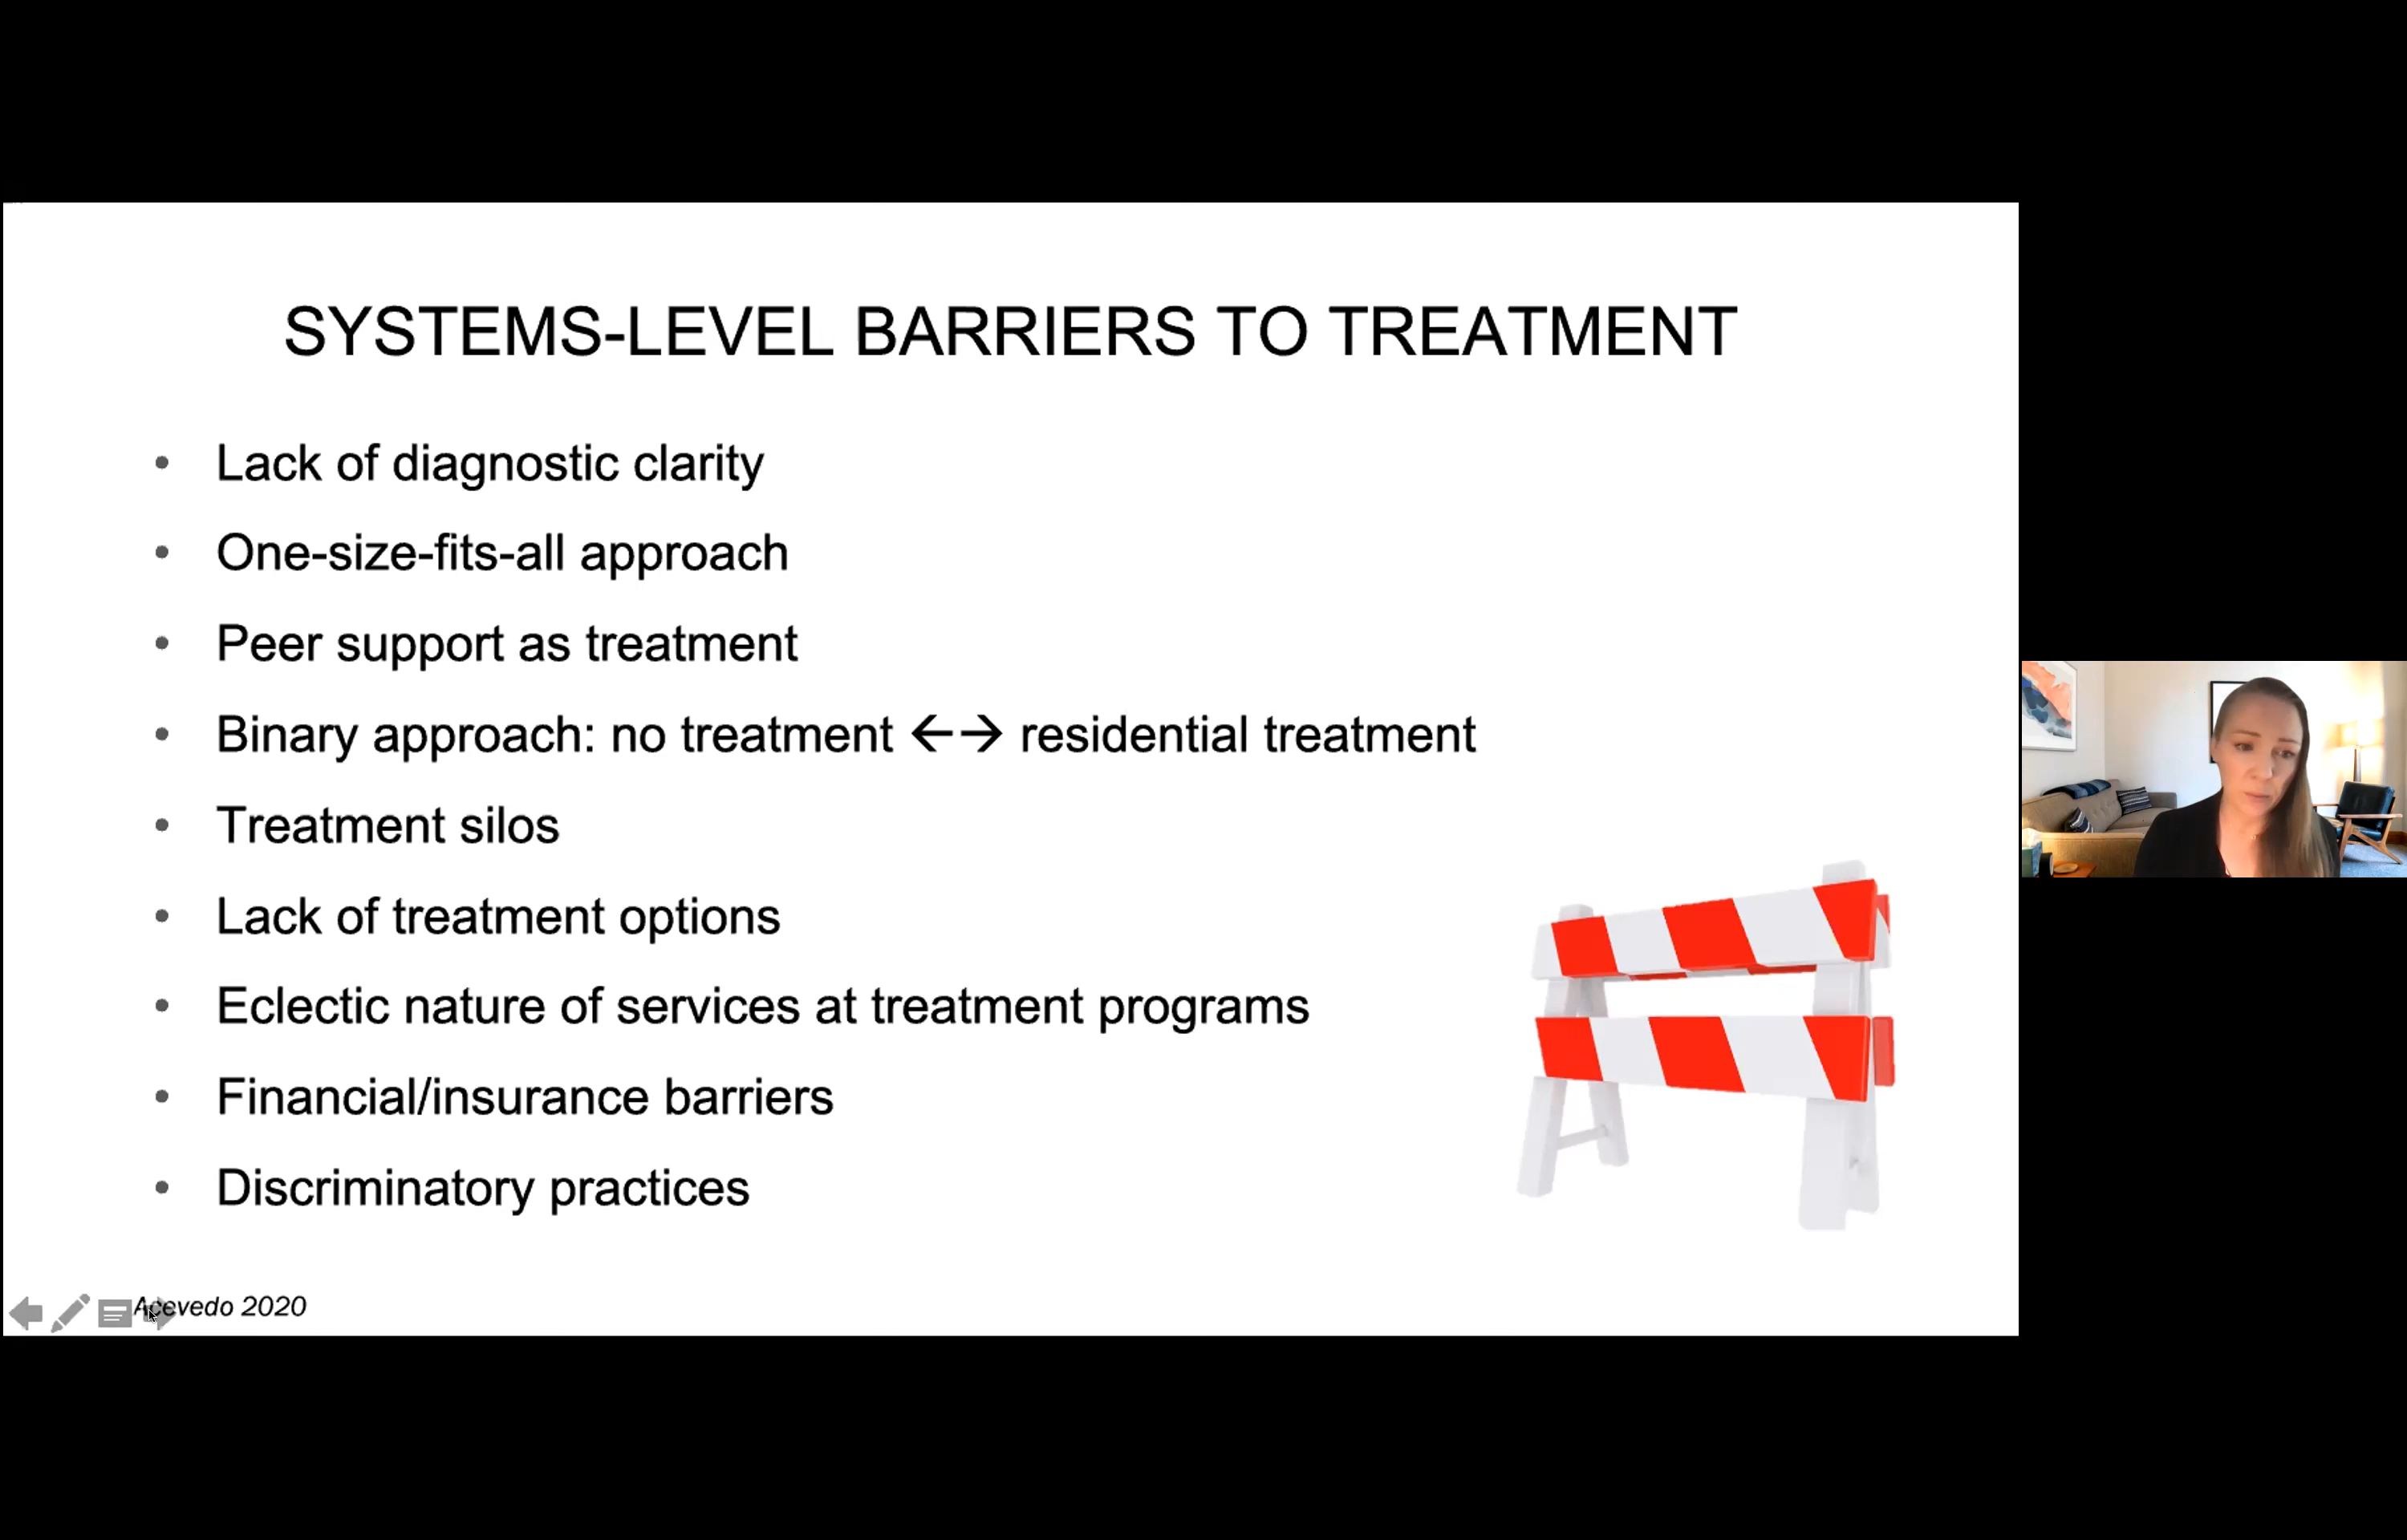 SYSTEMS-LEVEL BARRIERS TO TREATMENT
• Lack of diagnostic clarity
• One-size-fits-all approach
• Peer support as treatment
• Binary approach: no treatment ←→ residential treatment
• Treatment silos
• Lack of treatment options
• Eclectic nature of services at treatment programs
• Financial/insurance barriers
• Discriminatory practices
Acevedo 2020